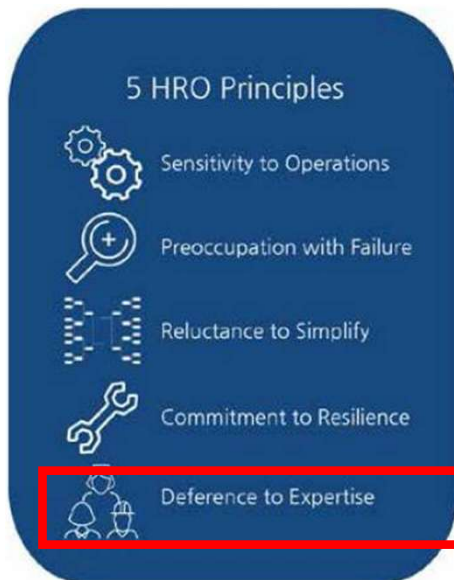 5 HRO Principles
Sensitivity to Operations
Preoccupation with Failure
Reluctance to Simplify
Commitment to Resilience
Deference to Expertise